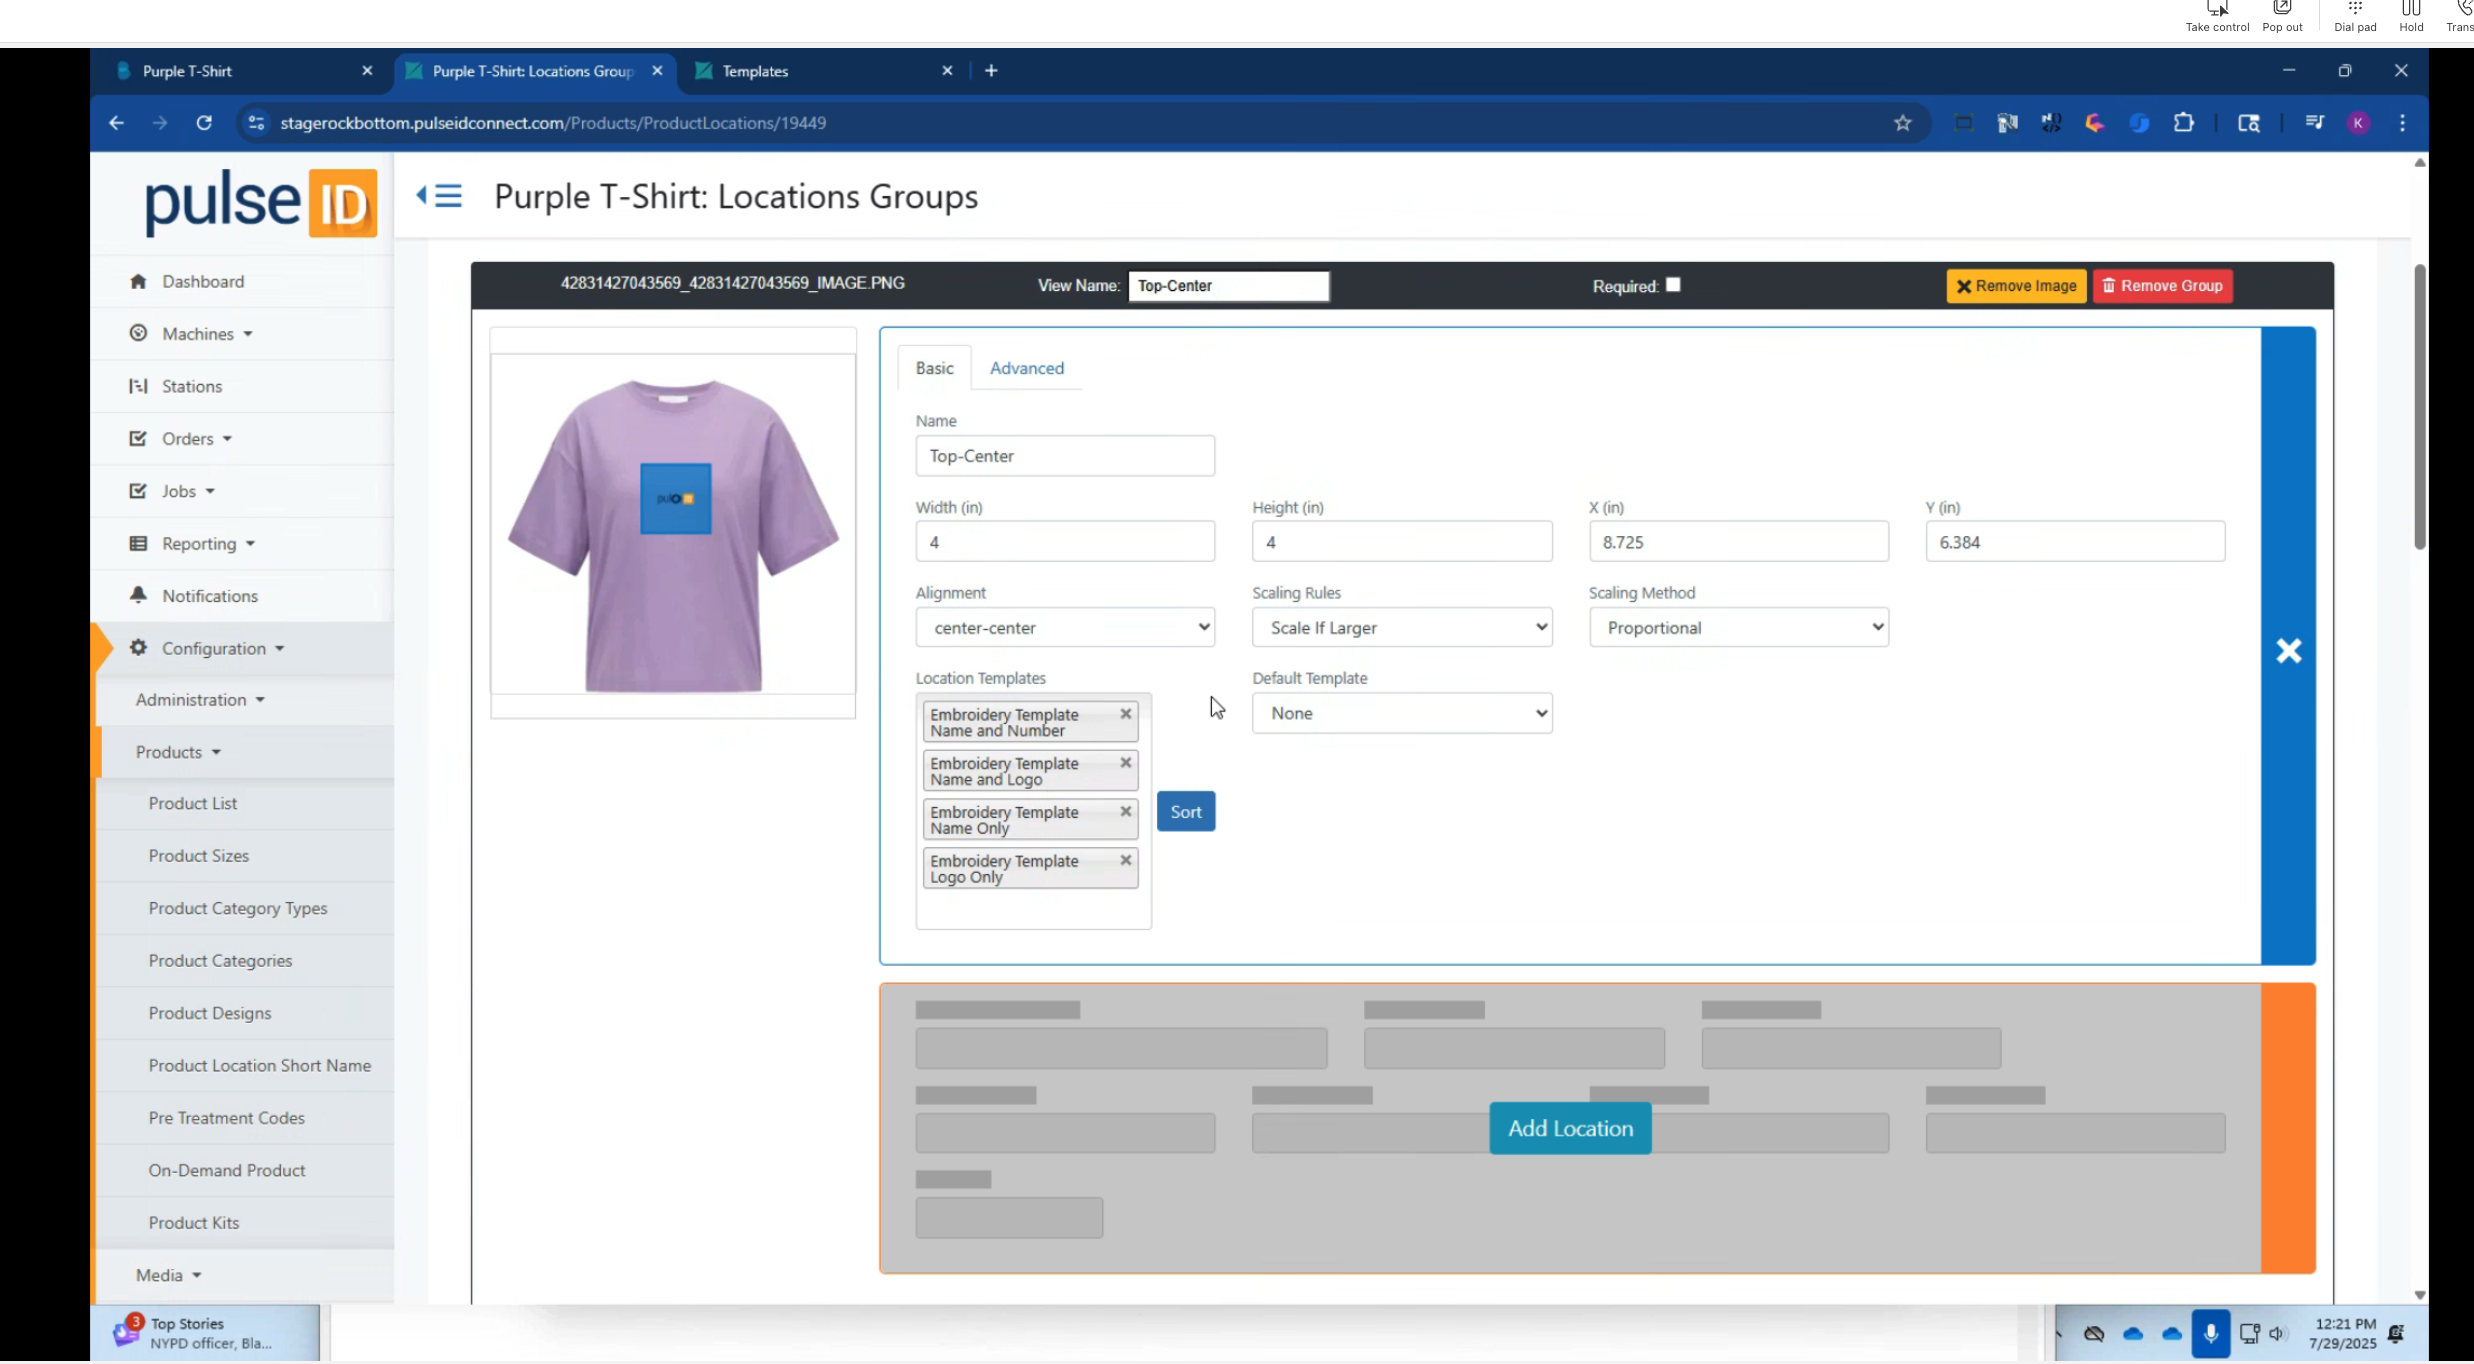 Take control
Pop out
Dial pad
Hold
Trans
Purple T-Shirt
Purple T-Shirt: Locations Group
Templates
stagerockbottom.pulseidconnect.com/Products/ProductLocations/19449
K
pulse ID
Purple T-Shirt: Locations Groups
Dashboard
Machines
Stations
Orders
Jobs
Reporting
Notifications
Configuration
Administration
Products
Product List
Product Sizes
Product Category Types
Product Categories
Product Designs
Product Location Short Name
Pre Treatment Codes
On-Demand Product
Product Kits
Media
42831427043569_42831427043569_IMAGE.PNG
View Name:
Top-Center
Required:
Remove Image
Remove Group
Basic
Advanced
Name
Top-Center
Width (in)
Height (in)
X (in)
Y (in)
4
4
8.725
6.384
Alignment
Scaling Rules
Scaling Method
center-center
Scale If Larger
Proportional
Location Templates
Default Template
Embroidery Template
Name and Number
None
Embroidery Template
Name and Logo
Embroidery Template
Name Only
Sort
Embroidery Template
Logo Only
Add Location
3
Top Stories
NYPD officer, Bla...
12:21 PM
7/29/2025